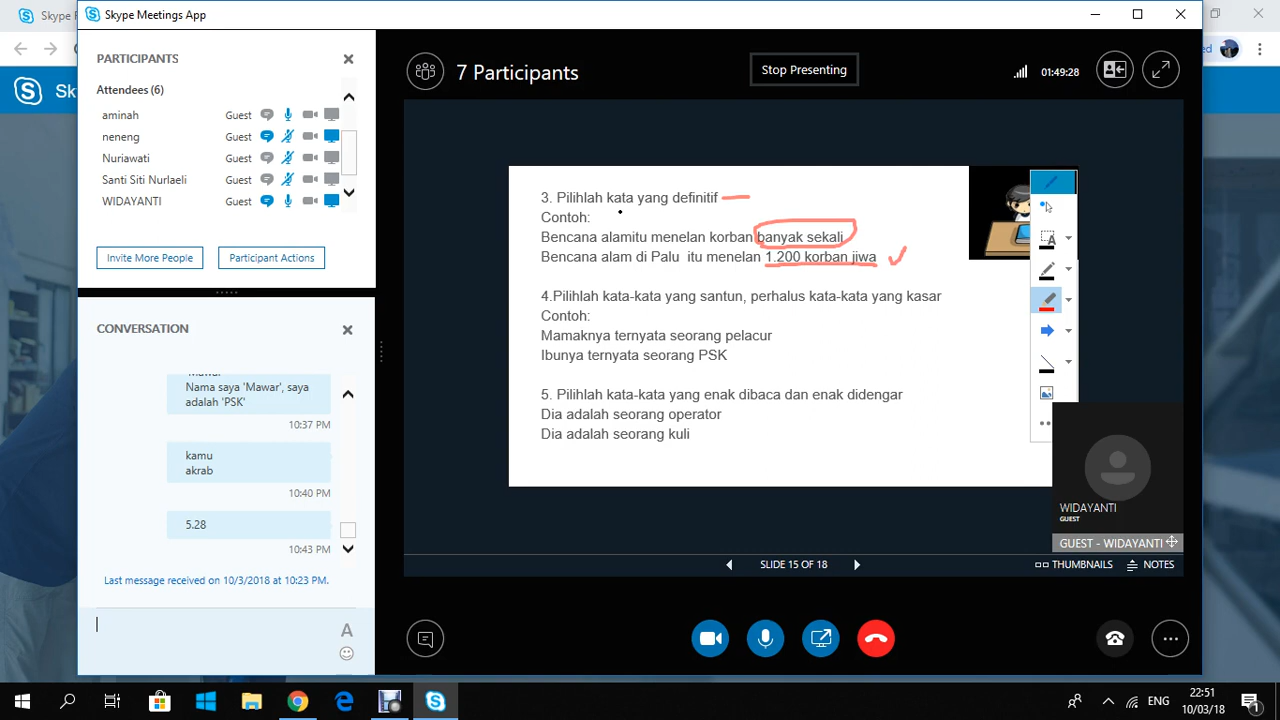 Skype Meetings App
PARTICIPANTS
Attendees (6)
aminah Guest
neneng Guest
Nuriawati Guest
Santi Siti Nurlaeli Guest
WIDAYANTI Guest
Invite More People
Participant Actions
CONVERSATION
Nama saya 'Mawar', saya
adalah 'PSK'
10:37 PM
kamu
akrab
10:40 PM
5.28
10:43 PM
Last message received on 10/3/2018 at 10:23 PM.
7 Participants
Stop Presenting
01:49:28
3. Pilihlah kata yang definitif
Contoh:
Bencana alamitu menelan korban banyak sekali
Bencana alam di Palu itu menelan 1.200 korban jiwa
4.Pilihlah kata-kata yang santun, perhalus kata-kata yang kasar
Contoh:
Mamaknya ternyata seorang pelacur
Ibunya ternyata seorang PSK
5. Pilihlah kata-kata yang enak dibaca dan enak didengar
Dia adalah seorang operator
Dia adalah seorang kuli
WIDAYANTI
GUEST
GUEST - WIDAYANTI
SLIDE 15 OF 18
THUMBNAILS
NOTES
ENG
22:51
10/03/18